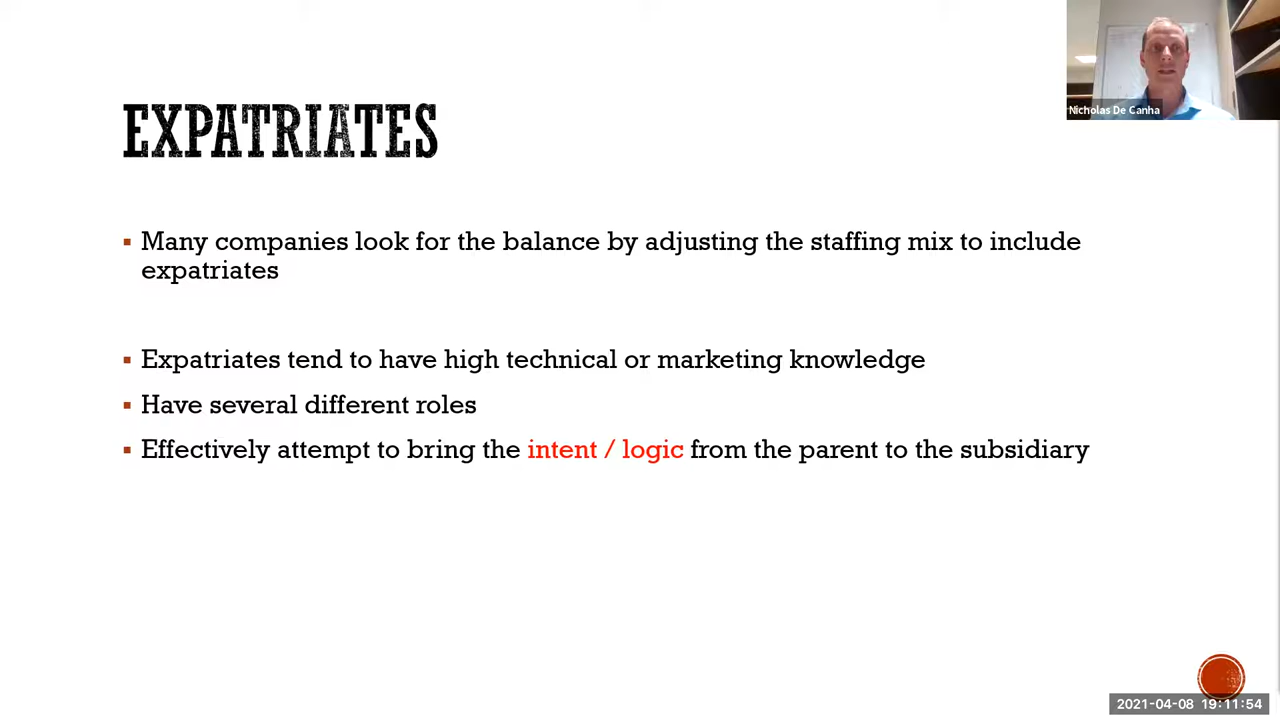 Nicholas De Canha
EXPATRIATES
▪ Many companies look for the balance by adjusting the staffing mix to include
expatriates
▪ Expatriates tend to have high technical or marketing knowledge
▪ Have several different roles
▪ Effectively attempt to bring the intent / logic from the parent to the subsidiary
2021-04-08 19:11:54